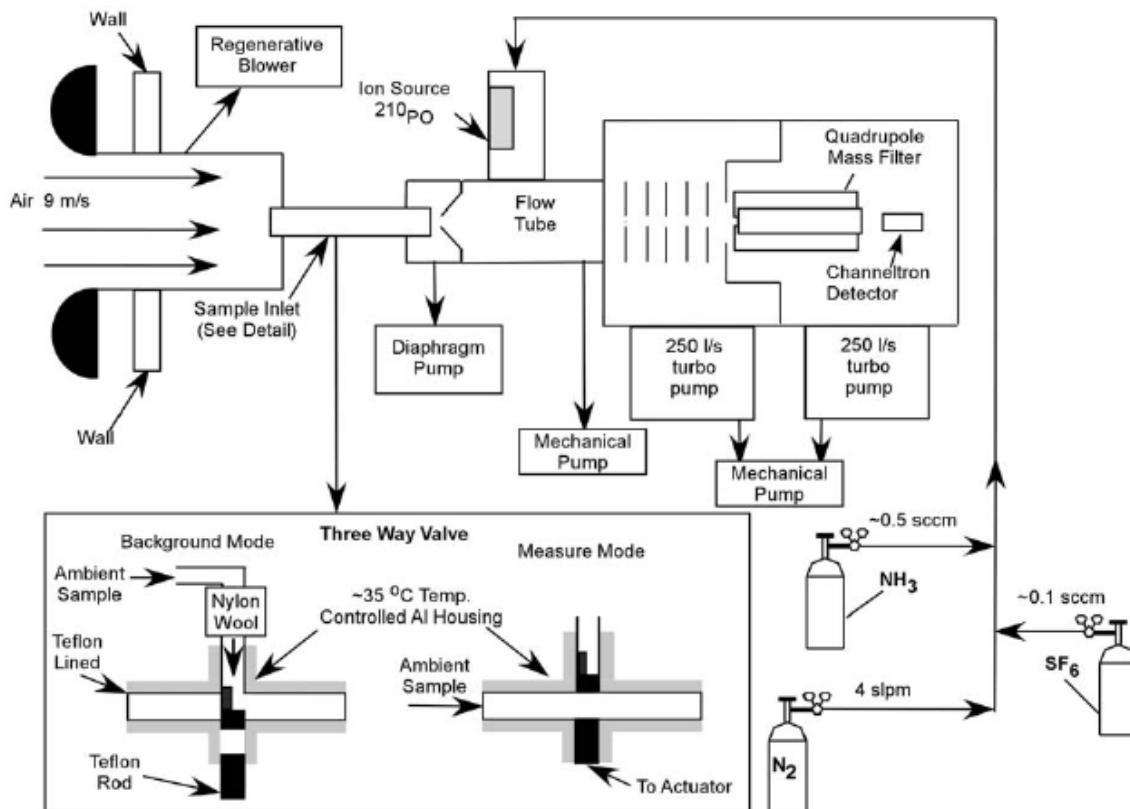 Wall
Regenerative
Blower
Ion Source
210PO
Quadrupole
Mass Filter
Air 9 m/s
Flow
Tube
Channeltron
Detector
Sample Inlet
(See Detail)
Diaphragm
Pump
250 l/s
turbo
pump
250 l/s
turbo
pump
Wall
Mechanical
Pump
Mechanical
Pump
Three Way Valve
Background Mode
Measure Mode
Ambient
Sample
Nylon
Wool
~35 ⁰C Temp.
Controlled Al Housing
Teflon
Lined
Ambient
Sample
Teflon
Rod
To Actuator
~0.5 sccm
NH3
~0.1 sccm
SF6
4 slpm
N2